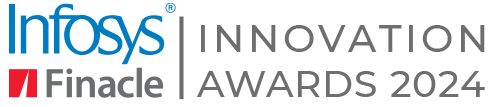 Infosys®
Finacle
INNOVATION
AWARDS 2024